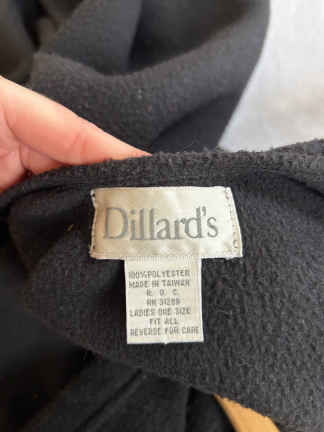 Dillard's
100% POLYESTER
MADE IN TAIWAN
R. O. C.
RN 31289
LADIES ONE SIZE
FIT ALL
REVERSE FOR CARE